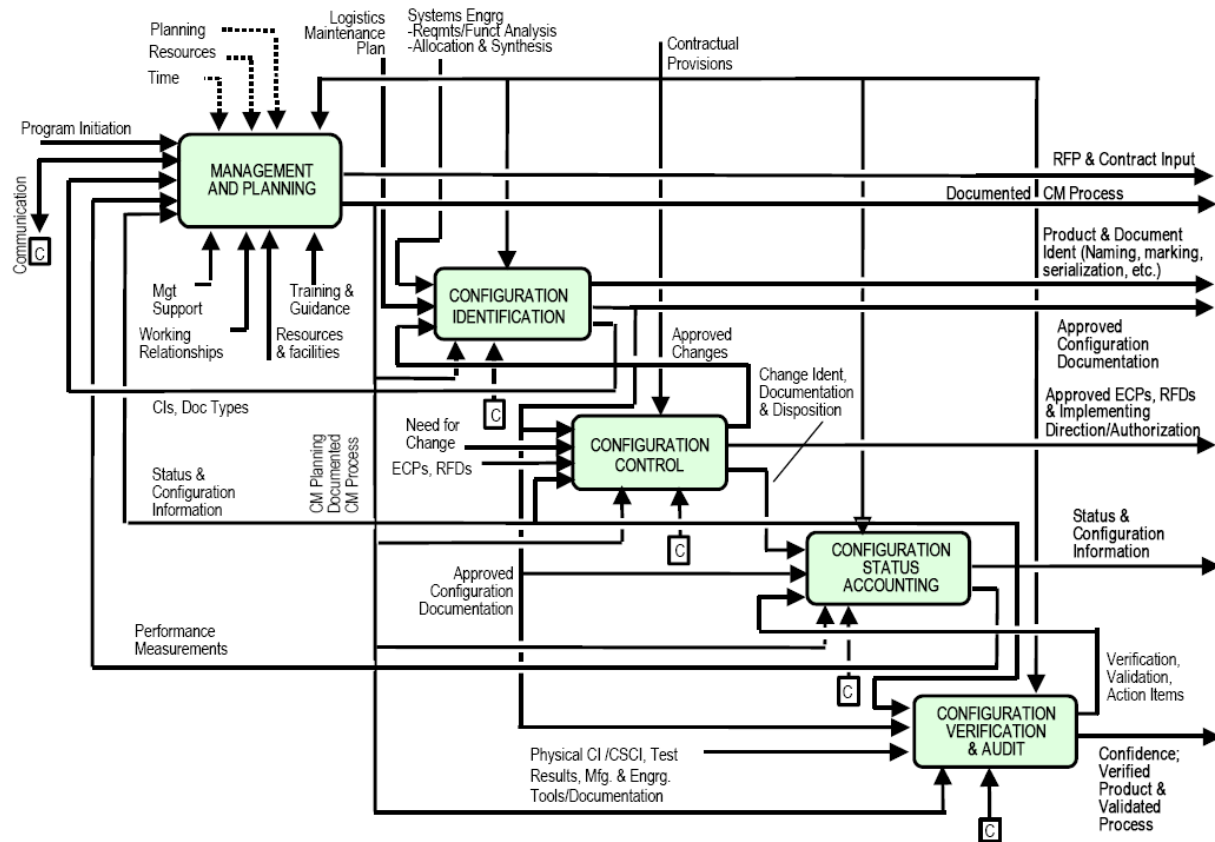 Planning
Resources
Time
Logistics
Maintenance
Plan
Systems Engrg
-Reqmts/Funct Analysis
-Allocation & Synthesis
Contractual
Provisions
Program Initiation
Communication
C
MANAGEMENT
AND PLANNING
RFP & Contract Input
Documented CM Process
Mgt
Support
Training &
Guidance
Working
Relationships
Resources
& facilities
CONFIGURATION
IDENTIFICATION
Product & Document
Ident (Naming, marking,
serialization, etc.)
Approved
Configuration
Documentation
Approved
Changes
CIs, Doc Types
C
Change Ident,
Documentation
& Disposition
Need for
Change
ECPs, RFDs
CONFIGURATION
CONTROL
Approved ECPs, RFDs
& Implementing
Direction/Authorization
Status &
Configuration
Information
CM Planning
Documented
CM Process
C
Approved
Configuration
Documentation
CONFIGURATION
STATUS
ACCOUNTING
Status &
Configuration
Information
Performance
Measurements
C
Verification,
Validation,
Action Items
CONFIGURATION
VERIFICATION
& AUDIT
Physical CI /CSCI, Test
Results, Mfg. & Engrg.
Tools/Documentation
Confidence;
Verified
Product &
Validated
Process
C